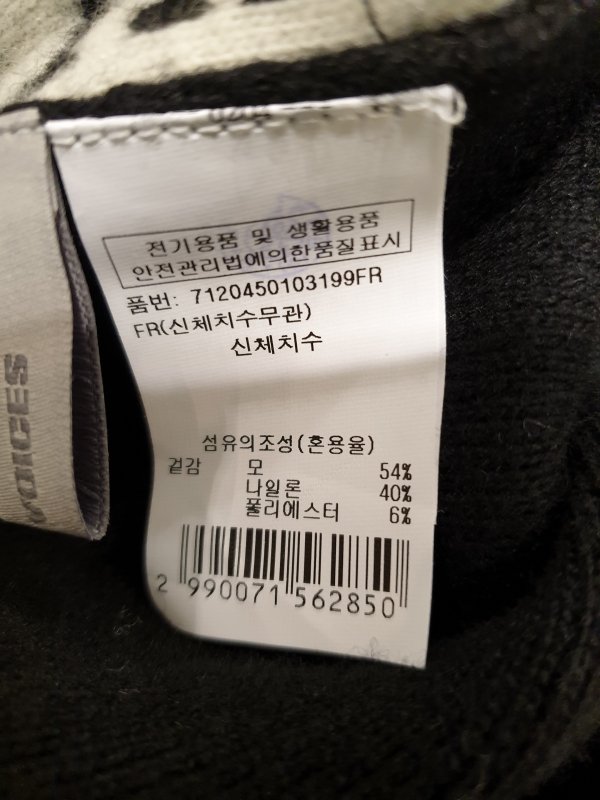 전기용품 및 생활용품
안전관리법에의한품질표시
품번: 7120450103199FR
FR(신체치수무관)
신체치수
섬유의조성(혼용율)
겉감 모 54%
나일론 40%
폴리에스터 6%
2 990071 562850
VOICES